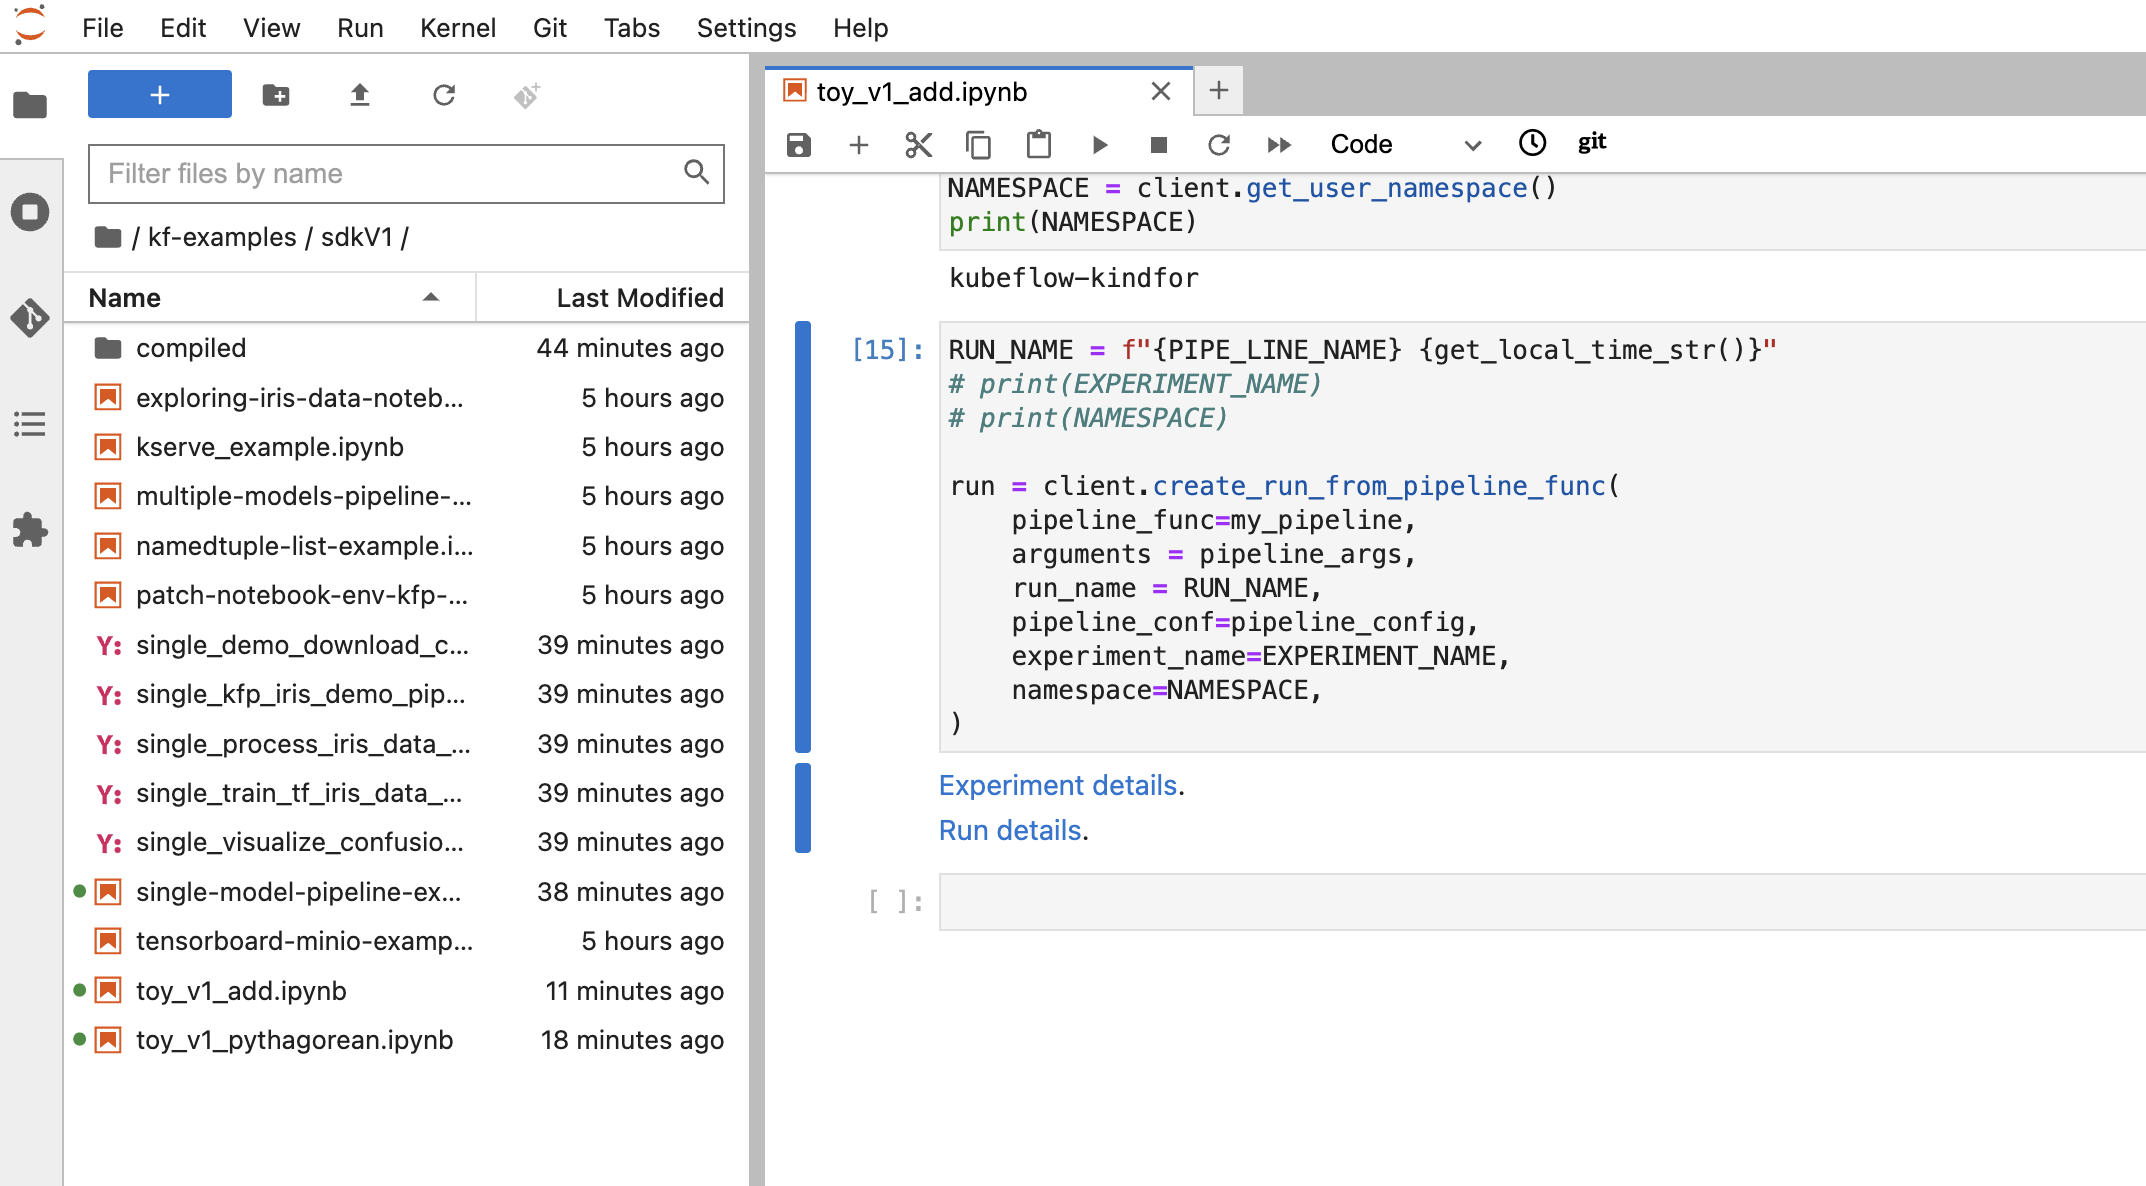 File Edit View Run Kernel Git Tabs Settings Help
toy_v1_add.ipynb
Code git
Filter files by name
/ kf-examples / sdkV1 /
Name Last Modified
compiled 44 minutes ago
exploring-iris-data-noteb... 5 hours ago
kserve_example.ipynb 5 hours ago
multiple-models-pipeline-... 5 hours ago
namedtuple-list-example.i... 5 hours ago
patch-notebook-env-kfp-... 5 hours ago
Y: single_demo_download_c... 39 minutes ago
Y: single_kfp_iris_demo_pip... 39 minutes ago
Y: single_process_iris_data_... 39 minutes ago
Y: single_train_tf_iris_data_... 39 minutes ago
Y: single_visualize_confusio... 39 minutes ago
single-model-pipeline-ex... 38 minutes ago
tensorboard-minio-examp... 5 hours ago
toy_v1_add.ipynb 11 minutes ago
toy_v1_pythagorean.ipynb 18 minutes ago
NAMESPACE = client.get_user_namespace()
print(NAMESPACE)
kubeflow-kindfor
[15]: RUN_NAME = f"{PIPE_LINE_NAME} {get_local_time_str()}"
# print(EXPERIMENT_NAME)
# print(NAMESPACE)
run = client.create_run_from_pipeline_func(
    pipeline_func=my_pipeline,
    arguments = pipeline_args,
    run_name = RUN_NAME,
    pipeline_conf=pipeline_config,
    experiment_name=EXPERIMENT_NAME,
    namespace=NAMESPACE,
)
Experiment details.
Run details.
[ ]: